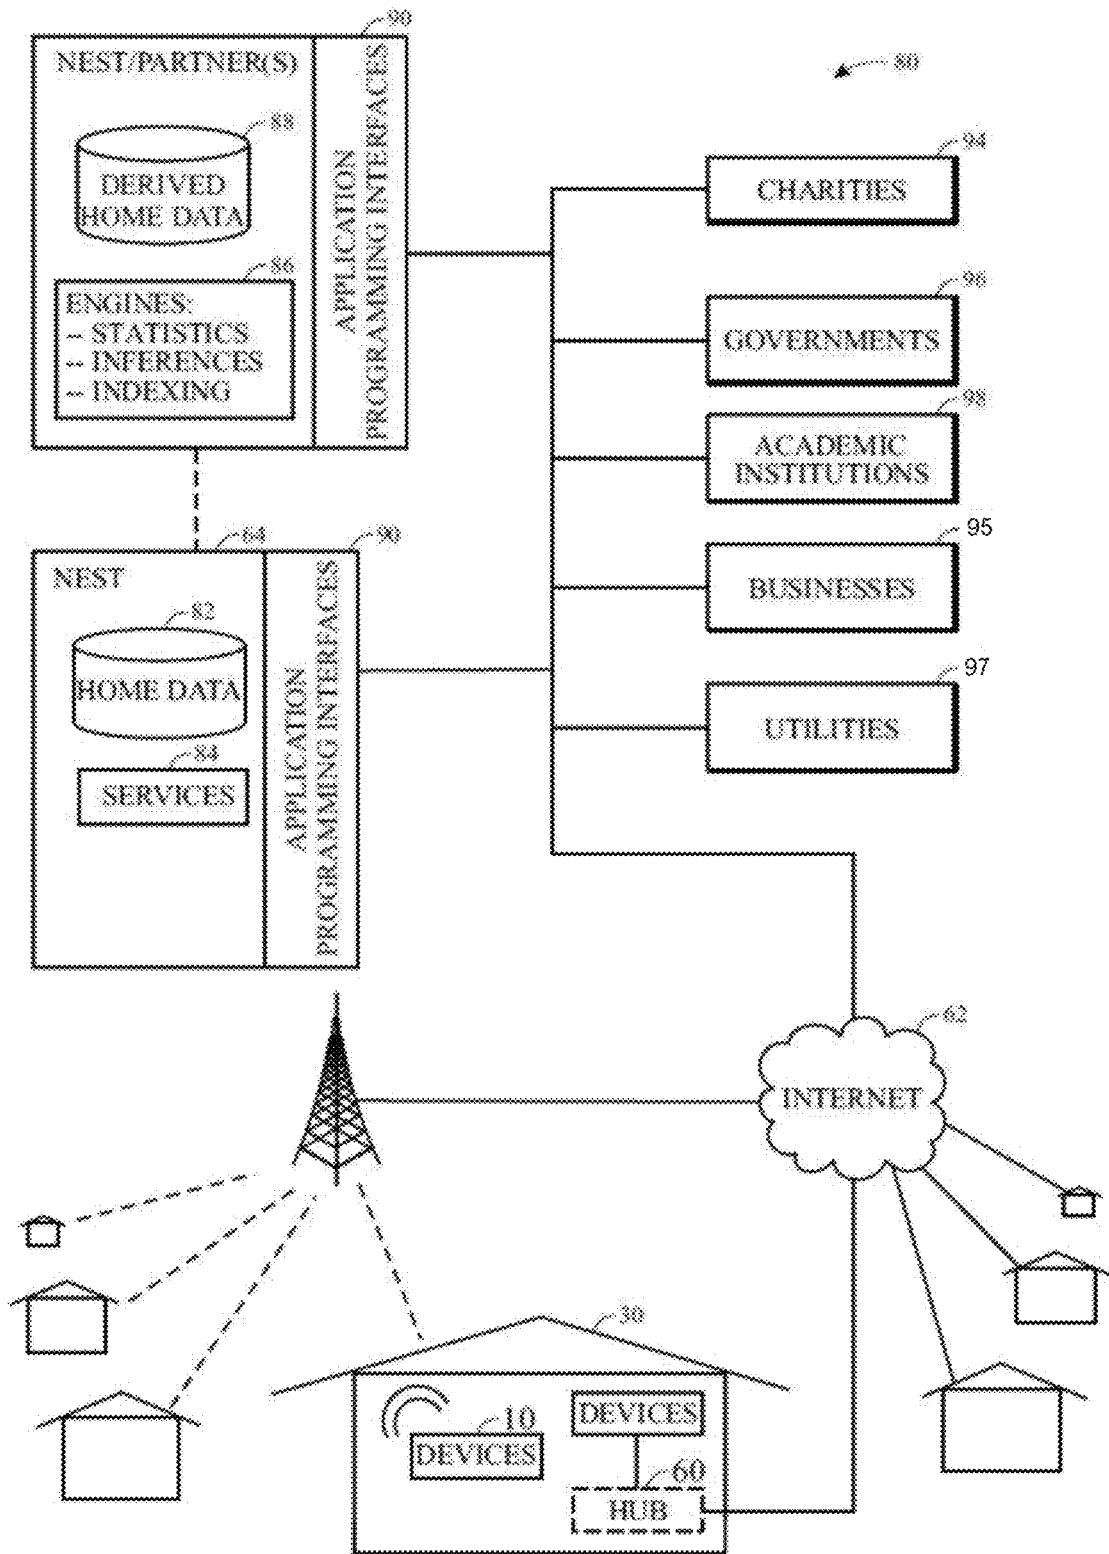 90
NEST/PARTNER(S)
88
DERIVED
HOME DATA
86
ENGINES:
-- STATISTICS
-- INFERENCES
-- INDEXING
APPLICATION
PROGRAMMING INTERFACES
80
94
CHARITIES
96
GOVERNMENTS
98
ACADEMIC
INSTITUTIONS
95
BUSINESSES
97
UTILITIES
64
90
NEST
82
HOME DATA
84
SERVICES
APPLICATION
PROGRAMMING INTERFACES
62
INTERNET
30
10
DEVICES
DEVICES
60
HUB